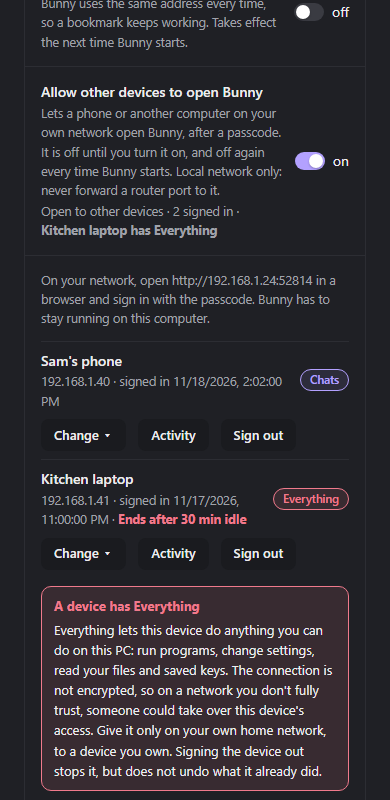 Bunny uses the same address every time,
so a bookmark keeps working. Takes effect
the next time Bunny starts.
off
Allow other devices to open Bunny
Lets a phone or another computer on your
own network open Bunny, after a passcode.
It is off until you turn it on, and off again
every time Bunny starts. Local network only:
never forward a router port to it.
on
Open to other devices · 2 signed in ·
Kitchen laptop has Everything
On your network, open http://192.168.1.24:52814 in a
browser and sign in with the passcode. Bunny has to
stay running on this computer.
Sam's phone
192.168.1.40 · signed in 11/18/2026, 2:02:00
PM
Chats
Change
Activity
Sign out
Kitchen laptop
192.168.1.41 · signed in 11/17/2026,
11:00:00 PM · Ends after 30 min idle
Everything
Change
Activity
Sign out
A device has Everything
Everything lets this device do anything you can
do on this PC: run programs, change settings,
read your files and saved keys. The connection is
not encrypted, so on a network you don't fully
trust, someone could take over this device's
access. Give it only on your own home network,
to a device you own. Signing the device out
stops it, but does not undo what it already did.